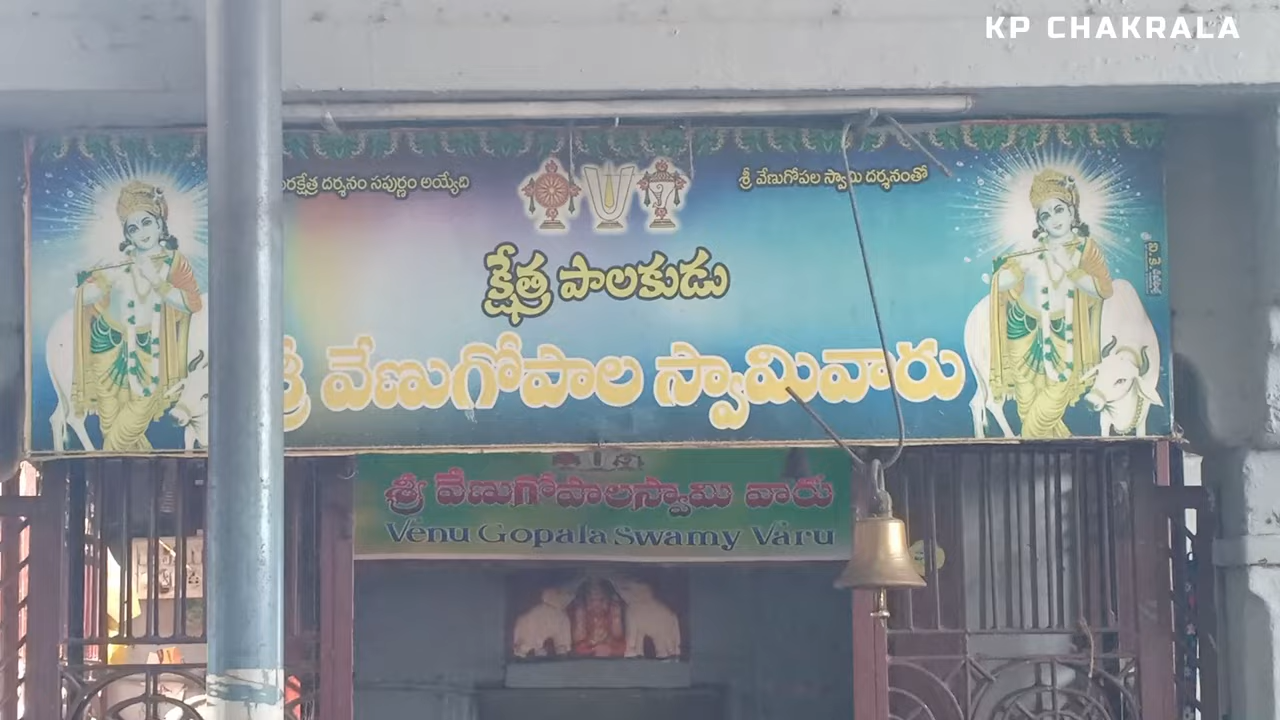 KP CHAKRALA
దర్శనం సపుర్ణం అయ్యేది
శ్రీ వేణుగోపల స్వామి దర్శనంతో
క్షేత్ర పాలకుడు
శ్రీ వేణుగోపాల స్వామివారు
శ్రీ వేణుగోపాలస్వామి వారు
Venu Gopala Swamy Varu